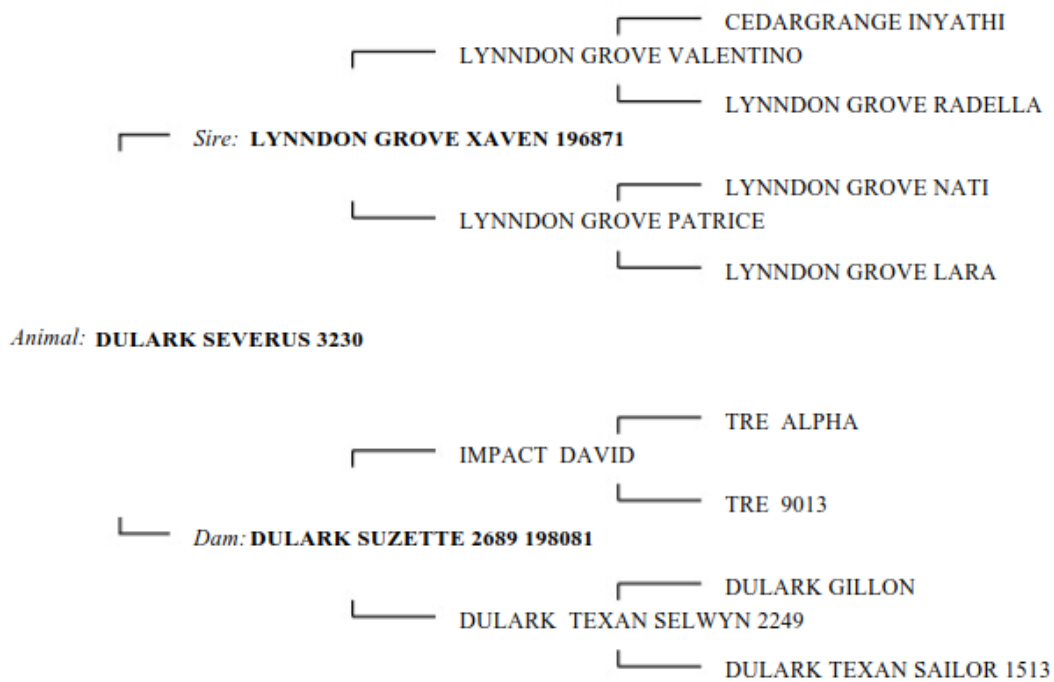 CEDARGRANGE INYATHI
LYNNDON GROVE VALENTINO
LYNNDON GROVE RADELLA
Sire: LYNNDON GROVE XAVEN 196871
LYNNDON GROVE NATI
LYNNDON GROVE PATRICE
LYNNDON GROVE LARA
Animal: DULARK SEVERUS 3230
TRE ALPHA
IMPACT DAVID
TRE 9013
Dam: DULARK SUZETTE 2689 198081
DULARK GILLON
DULARK TEXAN SELWYN 2249
DULARK TEXAN SAILOR 1513